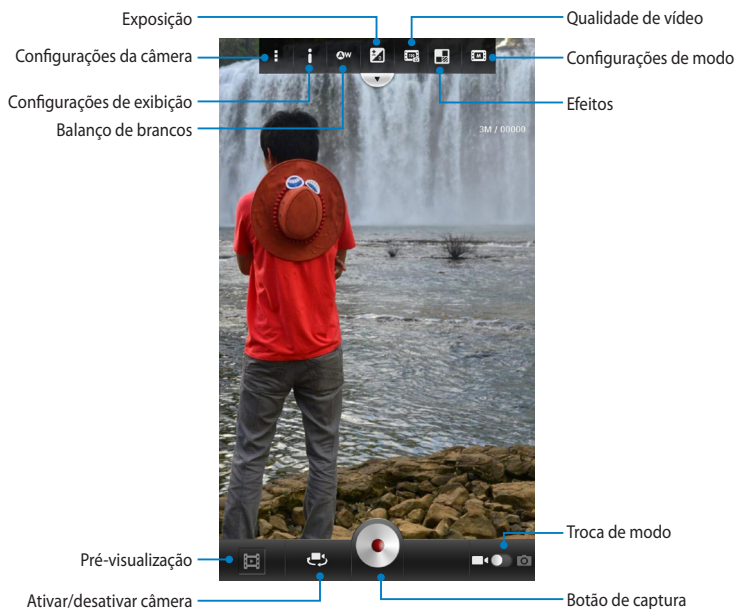 Exposição
Qualidade de vídeo
Configurações da câmera
Configurações de modo
Configurações de exibição
Efeitos
Balanço de brancos
3M / 00000
Troca de modo
Pré-visualização
Ativar/desativar câmera
Botão de captura